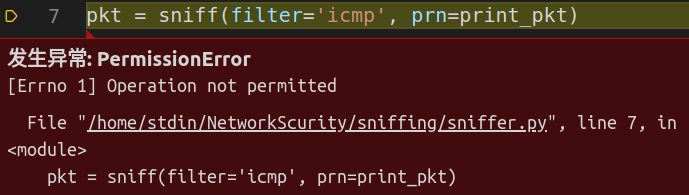 7 pkt = sniff(filter='icmp', prn=print_pkt)
发生异常: PermissionError
[Errno 1] Operation not permitted
File "/home/stdin/NetworkScurity/sniffing/sniffer.py", line 7, in
<module>
pkt = sniff(filter='icmp', prn=print_pkt)